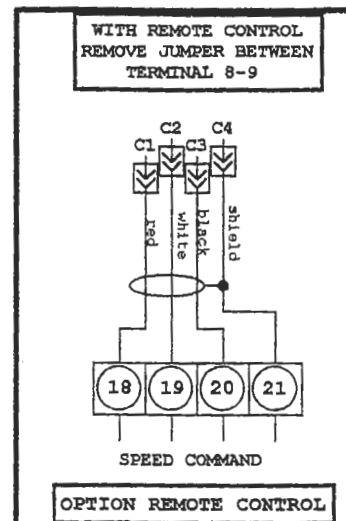 WITH REMOTE CONTROL
REMOVE JUMPER BETWEEN
TERMINAL 8-9
C1 C2 C3 C4
red white black shield
18 19 20 21
SPEED COMMAND
OPTION REMOTE CONTROL